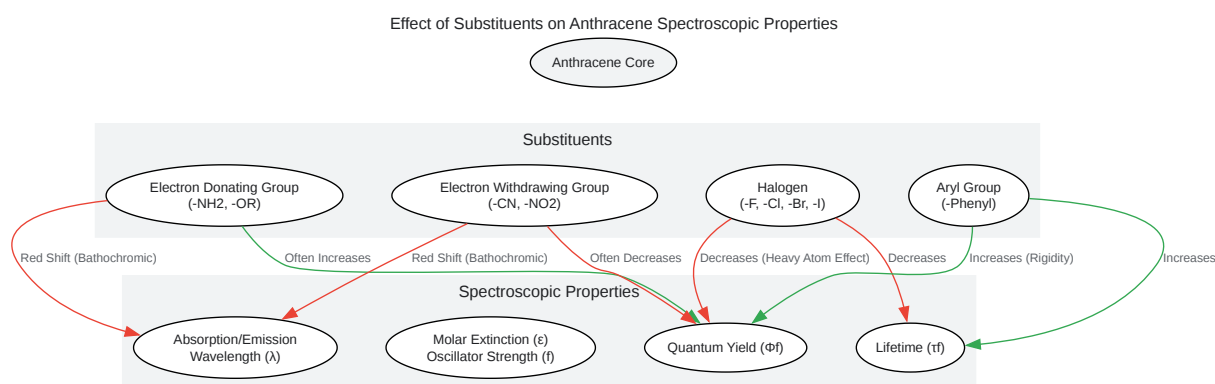 Effect of Substituents on Anthracene Spectroscopic Properties
Anthracene Core
Substituents
Electron Donating Group
(-NH2, -OR)
Electron Withdrawing Group
(-CN, -NO2)
Halogen
(-F, -Cl, -Br, -I)
Aryl Group
(-Phenyl)
Red Shift (Bathochromic)
Often Increases
Red Shift (Bathochromic)
Often Decreases
Decreases (Heavy Atom Effect)
Decreases
Increases (Rigidity)
Increases
Spectroscopic Properties
Absorption/Emission
Wavelength (λ)
Molar Extinction (ε)
Oscillator Strength (f)
Quantum Yield (Φf)
Lifetime (τf)